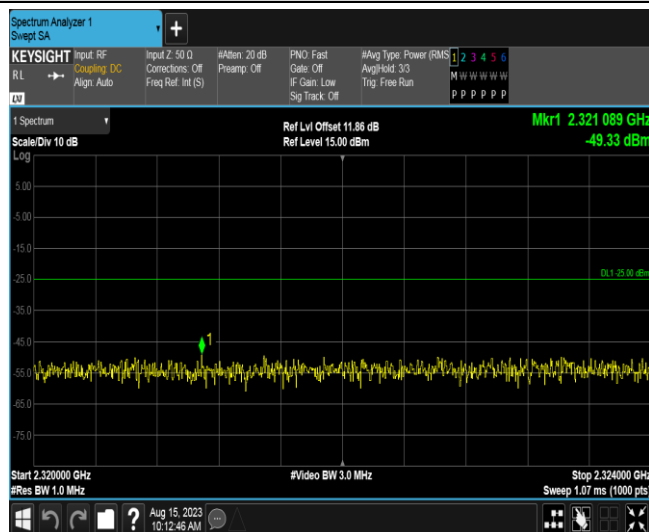 Spectrum Analyzer 1
Swept SA
+
KEYSIGHT Input: RF Input Z: 50 Ω #Atten: 20 dB PNO: Fast #Avg Type: Power (RMS 1 2 3 4 5 6
RL Coupling: DC Corrections: Off Preamp: Off Gate: Off Avg|Hold: 3/3 M W W W W W
Align: Auto Freq Ref: Int (S) IF Gain: Low Trig: Free Run
LXI Sig Track: Off P P P P P P
1 Spectrum Ref Lvl Offset 11.86 dB Mkr1 2.321 089 GHz
Scale/Div 10 dB Ref Level 15.00 dBm -49.33 dBm
Log
5.00
-5.00
-15.0
-25.0 DL1 -25.00 dBm
-35.0
-45.0 1
-55.0
-65.0
-75.0
Start 2.320000 GHz #Video BW 3.0 MHz Stop 2.324000 GHz
#Res BW 1.0 MHz Sweep 1.07 ms (1000 pts)
? Aug 15, 2023
10:12:46 AM